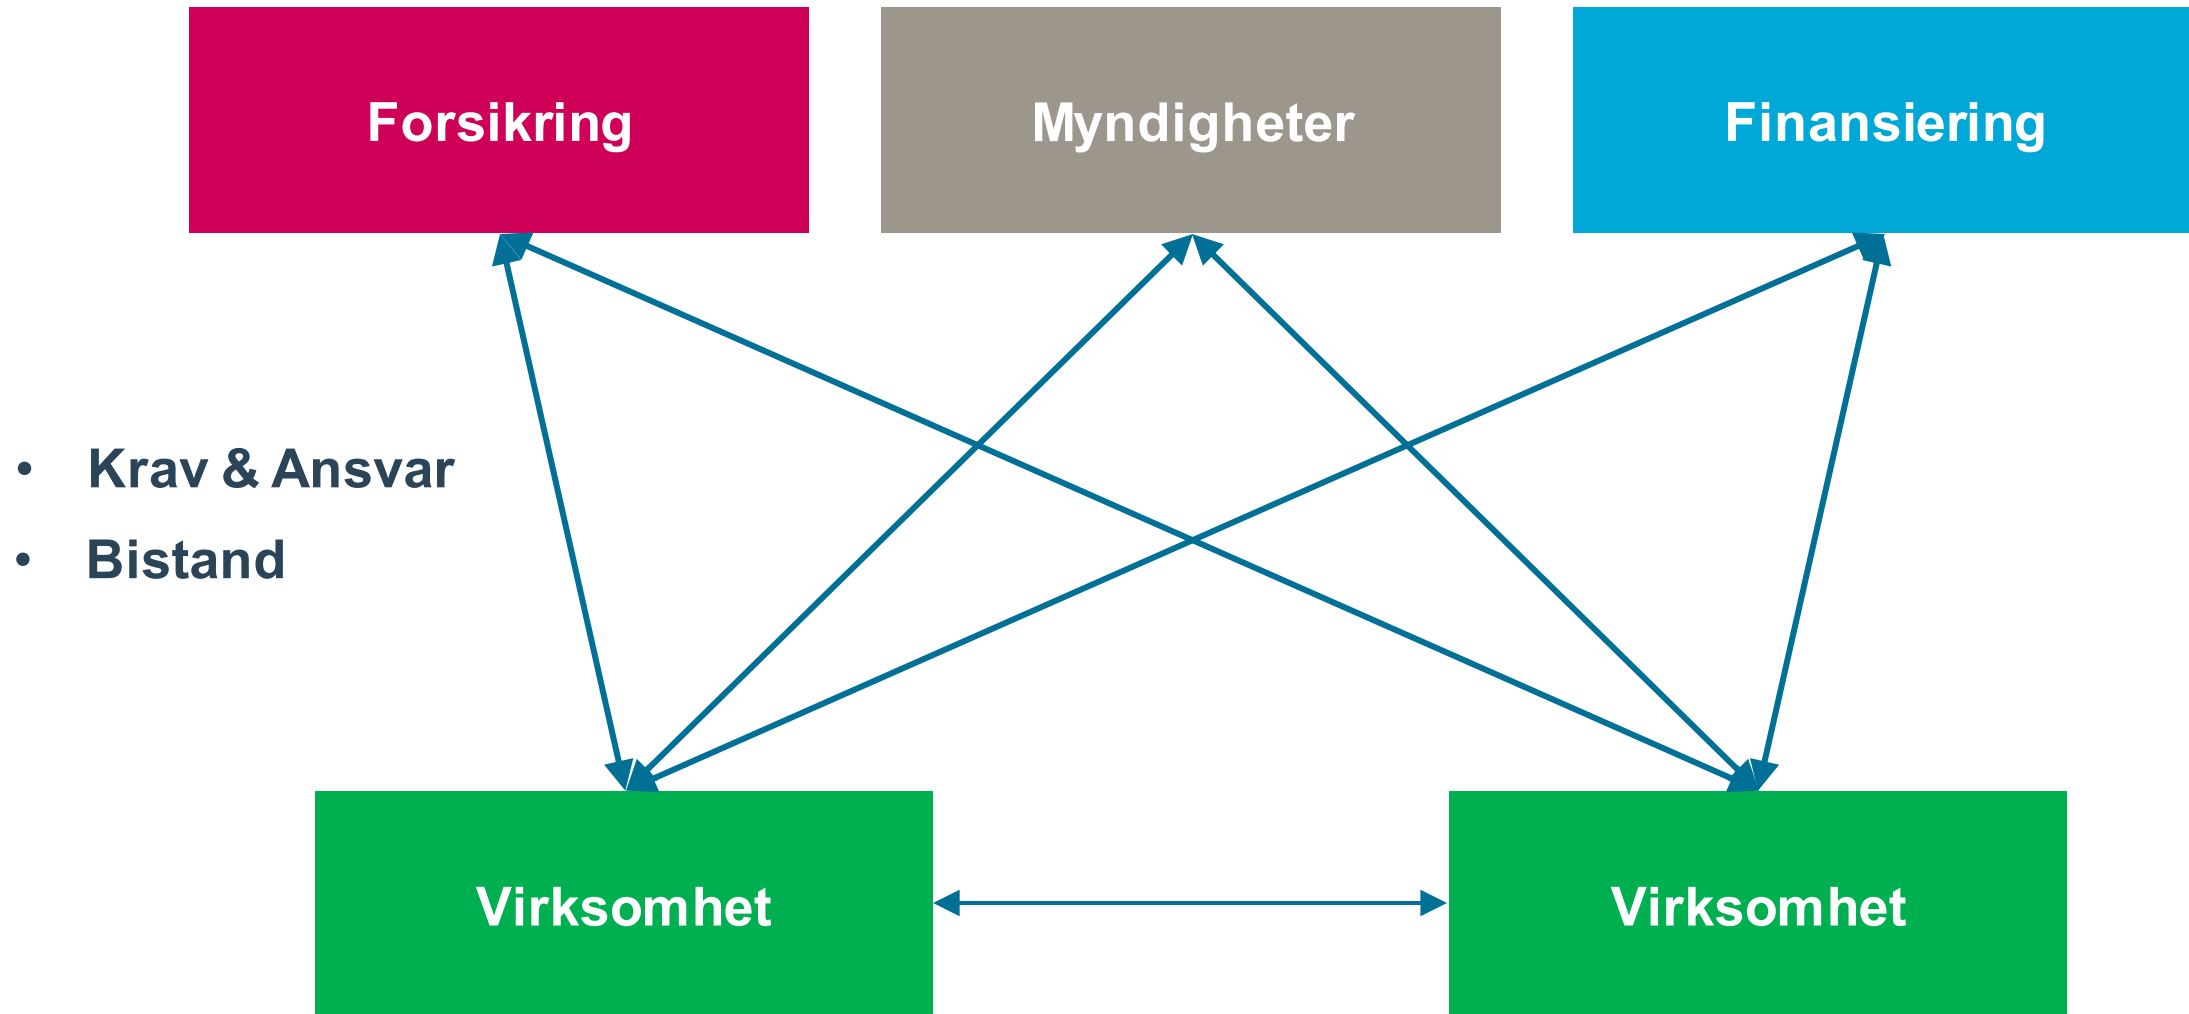 Forsikring
Myndigheter
Finansiering
• Krav & Ansvar
• Bistand
Virksomhet
Virksomhet